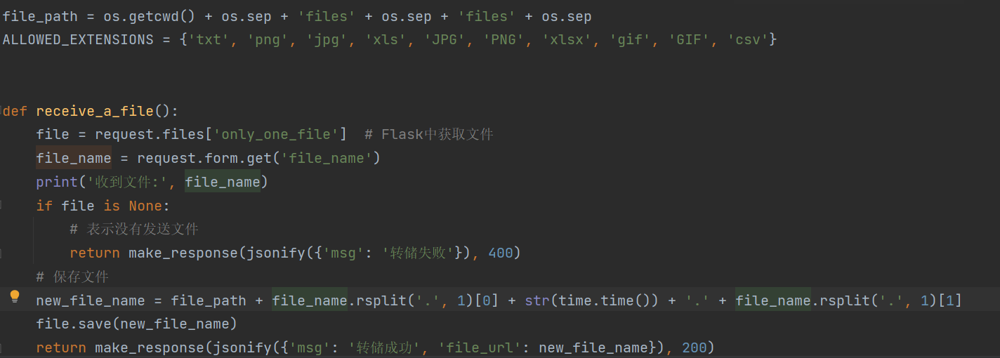 file_path = os.getcwd() + os.sep + 'files' + os.sep + 'files' + os.sep
ALLOWED_EXTENSIONS = {'txt', 'png', 'jpg', 'xls', 'JPG', 'PNG', 'xlsx', 'gif', 'GIF', 'csv'}
def receive_a_file():
    file = request.files['only_one_file']  # Flask中获取文件
    file_name = request.form.get('file_name')
    print('收到文件:', file_name)
    if file is None:
        # 表示没有发送文件
        return make_response(jsonify({'msg': '转储失败'}), 400)
    # 保存文件
    new_file_name = file_path + file_name.rsplit('.', 1)[0] + str(time.time()) + '.' + file_name.rsplit('.', 1)[1]
    file.save(new_file_name)
    return make_response(jsonify({'msg': '转储成功', 'file_url': new_file_name}), 200)